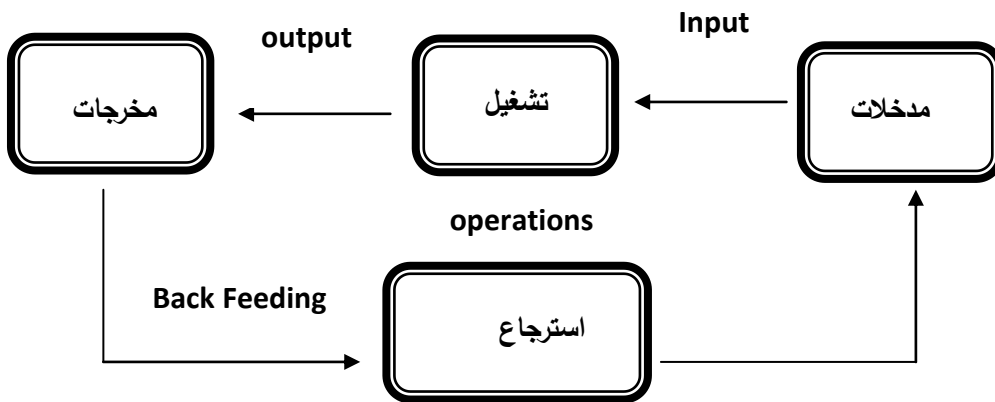 Input
output
مدخلات
تشغيل
مخرجات
operations
Back Feeding
استرجاع